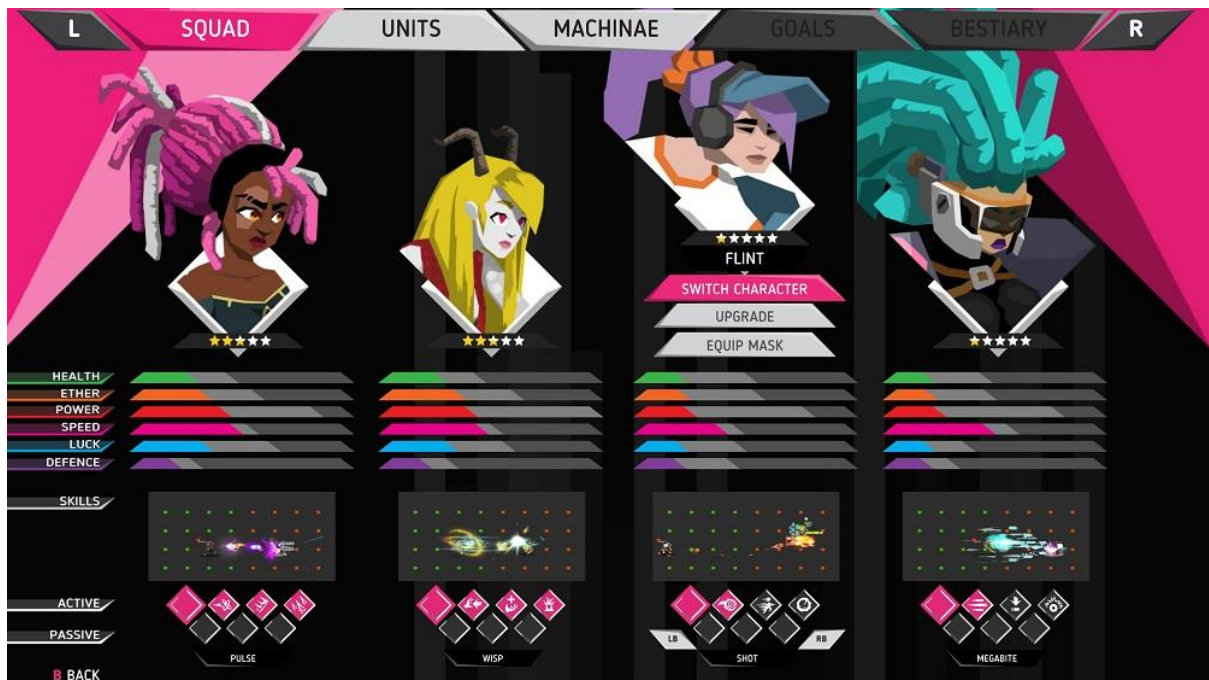 L SQUAD UNITS MACHINAE GOALS BESTIARY R
FLINT
SWITCH CHARACTER
UPGRADE
EQUIP MASK
HEALTH
ETHER
POWER
SPEED
LUCK
DEFENCE
SKILLS
ACTIVE
PASSIVE
LB RB
PULSE WISP SHOT MEGABITE
B BACK